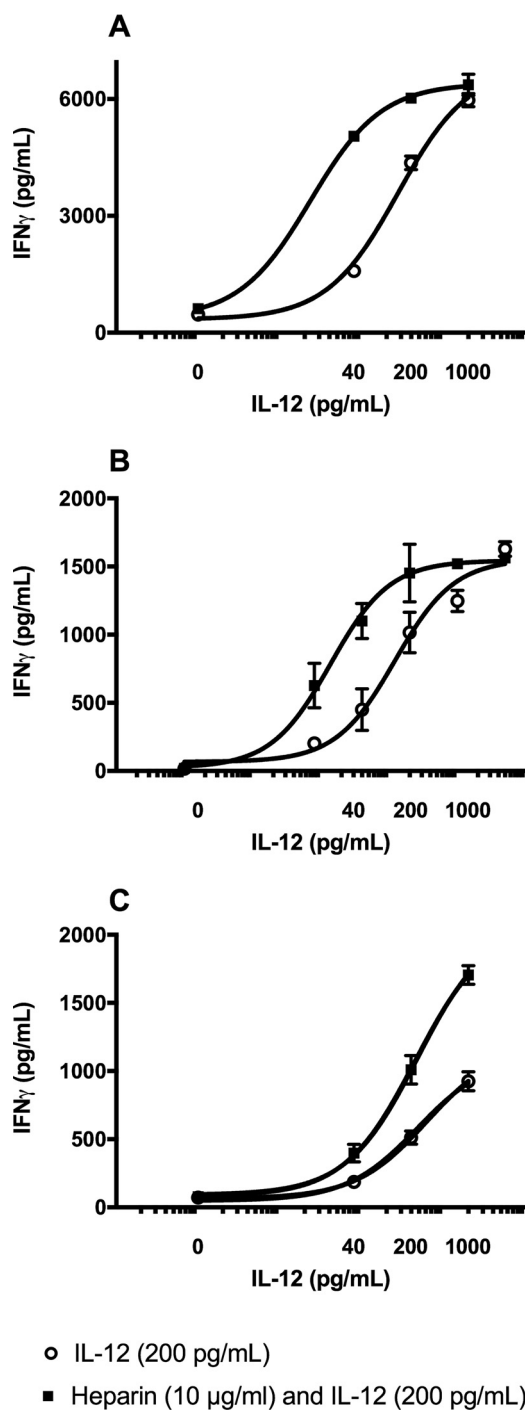 A
6000
3000
0
IFNγ (pg/mL)
0 40 200 1000
IL-12 (pg/mL)
B
2000
1500
1000
500
0
IFNγ (pg/mL)
0 40 200 1000
IL-12 (pg/mL)
C
2000
1500
1000
500
0
IFNγ (pg/mL)
0 40 200 1000
IL-12 (pg/mL)
IL-12 (200 pg/mL)
Heparin (10 µg/ml) and IL-12 (200 pg/mL)